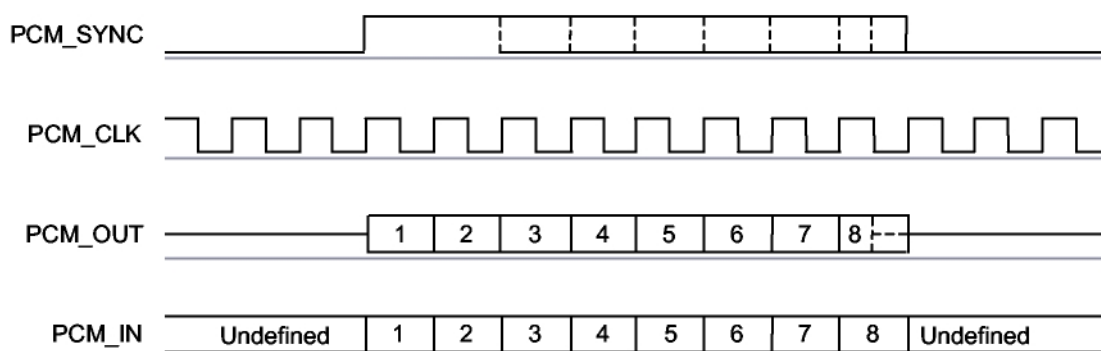 PCM_SYNC
PCM_CLK
PCM_OUT 1 2 3 4 5 6 7 8
PCM_IN Undefined 1 2 3 4 5 6 7 8 Undefined